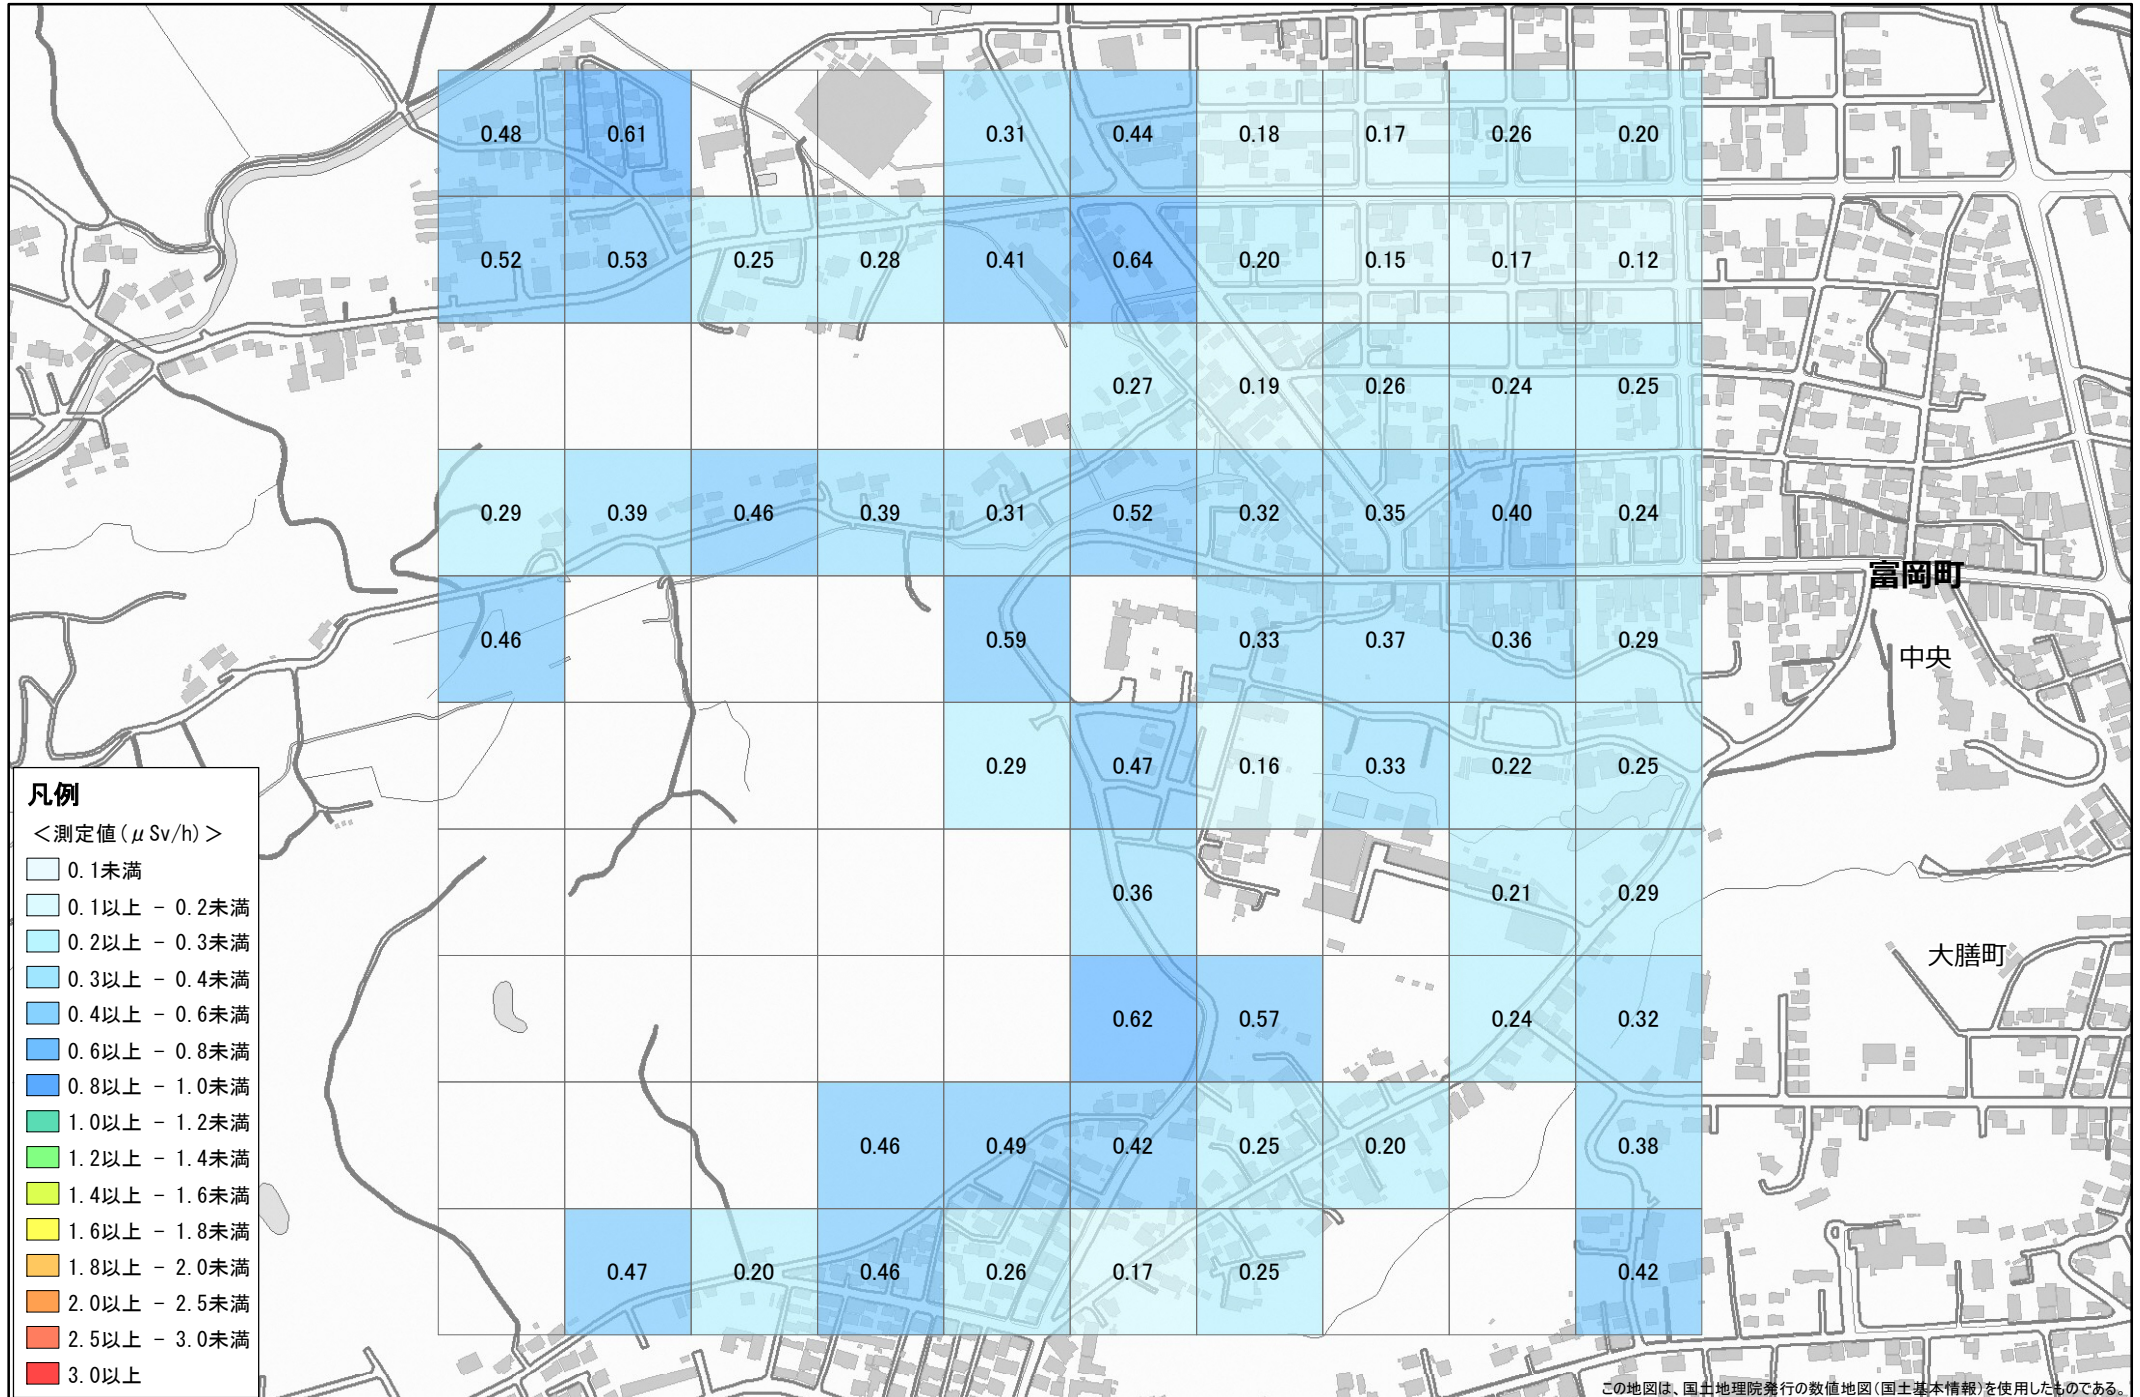 0.48 0.61 0.31 0.44 0.18 0.17 0.26 0.20
0.52 0.53 0.25 0.28 0.41 0.64 0.20 0.15 0.17 0.12
0.27 0.19 0.26 0.24 0.25
0.29 0.39 0.46 0.39 0.31 0.52 0.32 0.35 0.40 0.24
富岡町
0.46 0.59 0.33 0.37 0.36 0.29
中央
0.29 0.47 0.16 0.33 0.22 0.25
0.36 0.21 0.29
大膳町
0.62 0.57 0.24 0.32
0.46 0.49 0.42 0.25 0.20 0.38
0.47 0.20 0.46 0.26 0.17 0.25 0.42
凡例
＜測定値(μSv/h)＞
0.1未満
0.1以上 - 0.2未満
0.2以上 - 0.3未満
0.3以上 - 0.4未満
0.4以上 - 0.6未満
0.6以上 - 0.8未満
0.8以上 - 1.0未満
1.0以上 - 1.2未満
1.2以上 - 1.4未満
1.4以上 - 1.6未満
1.6以上 - 1.8未満
1.8以上 - 2.0未満
2.0以上 - 2.5未満
2.5以上 - 3.0未満
3.0以上
この地図は、国土地理院発行の数値地図(国土基本情報)を使用したものである。